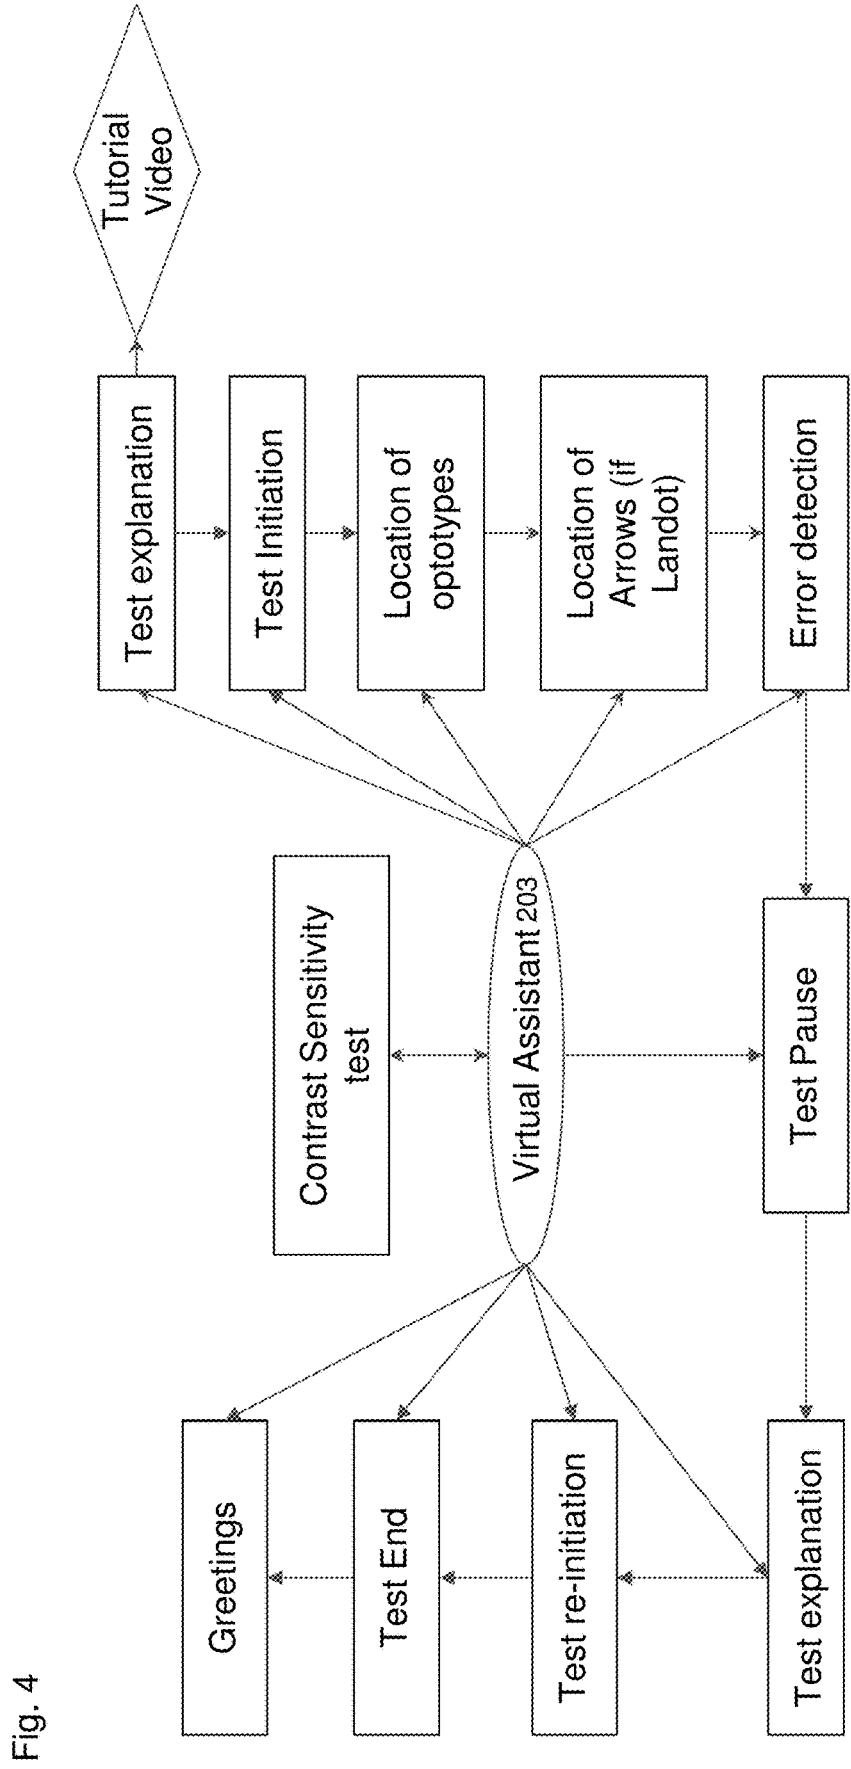 Fig. 4
Greetings
Test End
Test re-initiation
Test explanation
Contrast Sensitivity
test
Virtual Assistant 203
Test Pause
Test explanation
Test Initiation
Location of
optotypes
Location of
Arrows (if
Landot)
Error detection
Tutorial
Video